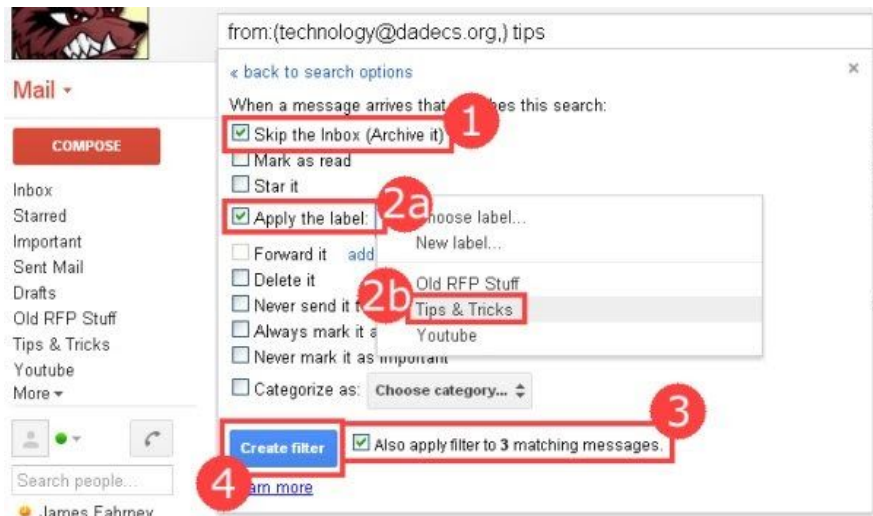 from:(technology@dadecs.org,) tips
« back to search options
×
Mail
When a message arrives that this search:
1
Skip the Inbox (Archive it)
COMPOSE
Mark as read
Star it
Inbox
Starred
Important
Sent Mail
Drafts
Old RFP Stuff
Tips & Tricks
Youtube
More
2a
Apply the label:
Choose label...
New label...
Forward it add
Delete it
Old RFP Stuff
2b
Never send it
Tips & Tricks
Always mark it
Youtube
Never mark it as important
Categorize as: Choose category...
3
Create filter
Also apply filter to 3 matching messages.
4
Search people...
more
James Fahrney